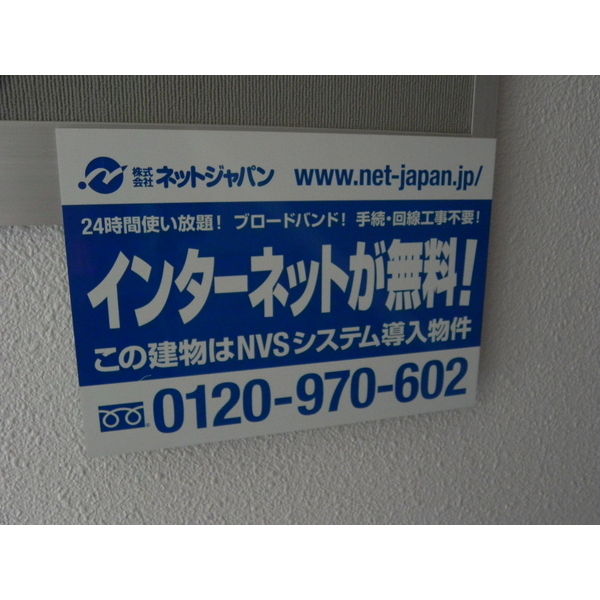 株式会社 ネットジャパン www.net-japan.jp/
24時間使い放題! ブロードバンド! 手続・回線工事不要!
インターネットが無料!
この建物はNVSシステム導入物件
0120-970-602